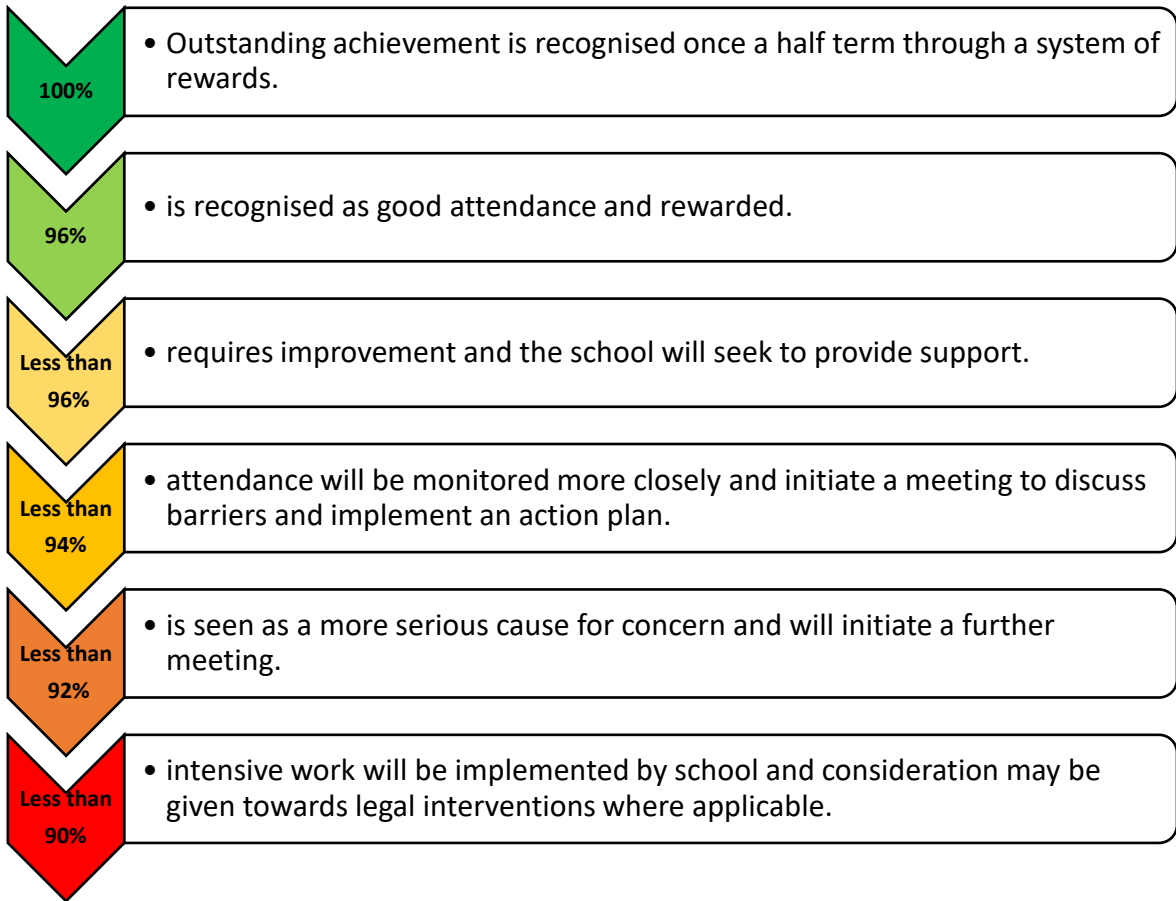 100%
• Outstanding achievement is recognised once a half term through a system of
rewards.
96%
• is recognised as good attendance and rewarded.
Less than
96%
• requires improvement and the school will seek to provide support.
Less than
94%
• attendance will be monitored more closely and initiate a meeting to discuss
barriers and implement an action plan.
Less than
92%
• is seen as a more serious cause for concern and will initiate a further
meeting.
Less than
90%
• intensive work will be implemented by school and consideration may be
given towards legal interventions where applicable.